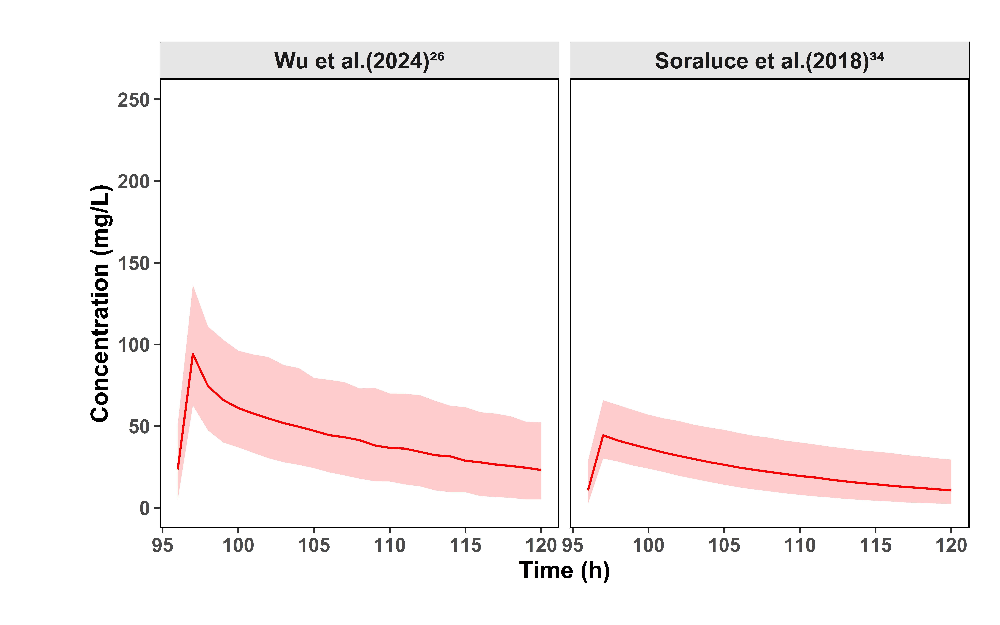 Wu et al.(2024)²⁶
Soraluce et al.(2018)³⁴
Concentration (mg/L)
250
200
150
100
50
0
95 100 105 110 115 120
95 100 105 110 115 120
Time (h)